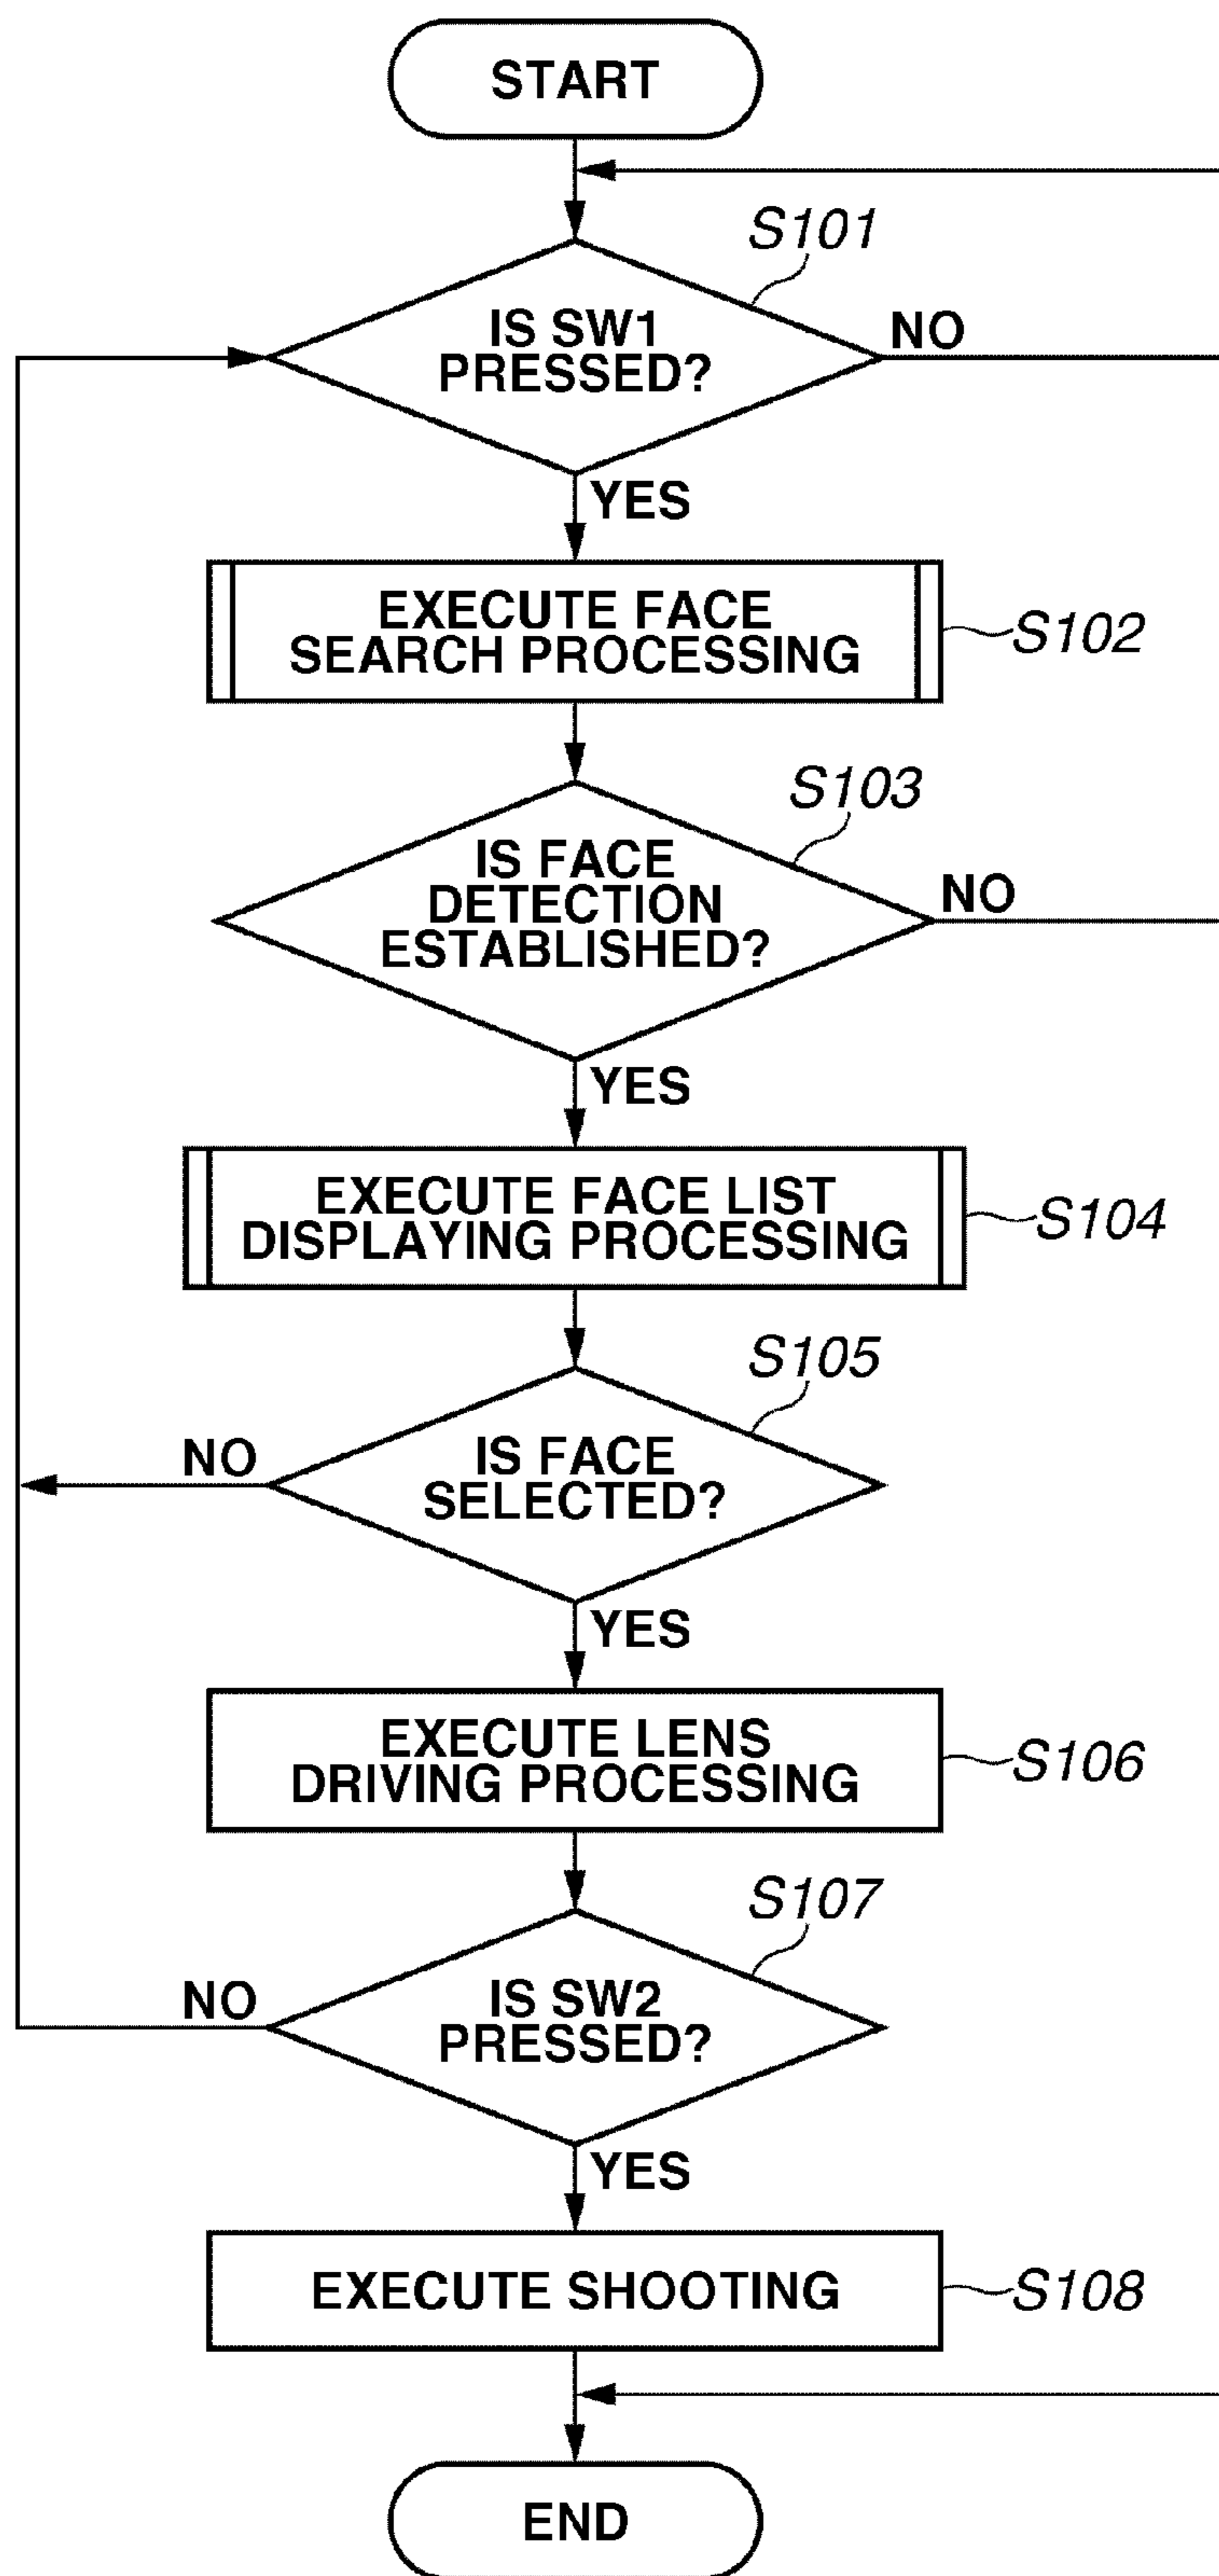 START
S101
IS SW1
PRESSED?
NO
YES
EXECUTE FACE
SEARCH PROCESSING
S102
S103
IS FACE
DETECTION
ESTABLISHED?
NO
YES
EXECUTE FACE LIST
DISPLAYING PROCESSING
S104
S105
NO
IS FACE
SELECTED?
YES
EXECUTE LENS
DRIVING PROCESSING
S106
S107
NO
IS SW2
PRESSED?
YES
EXECUTE SHOOTING
S108
END